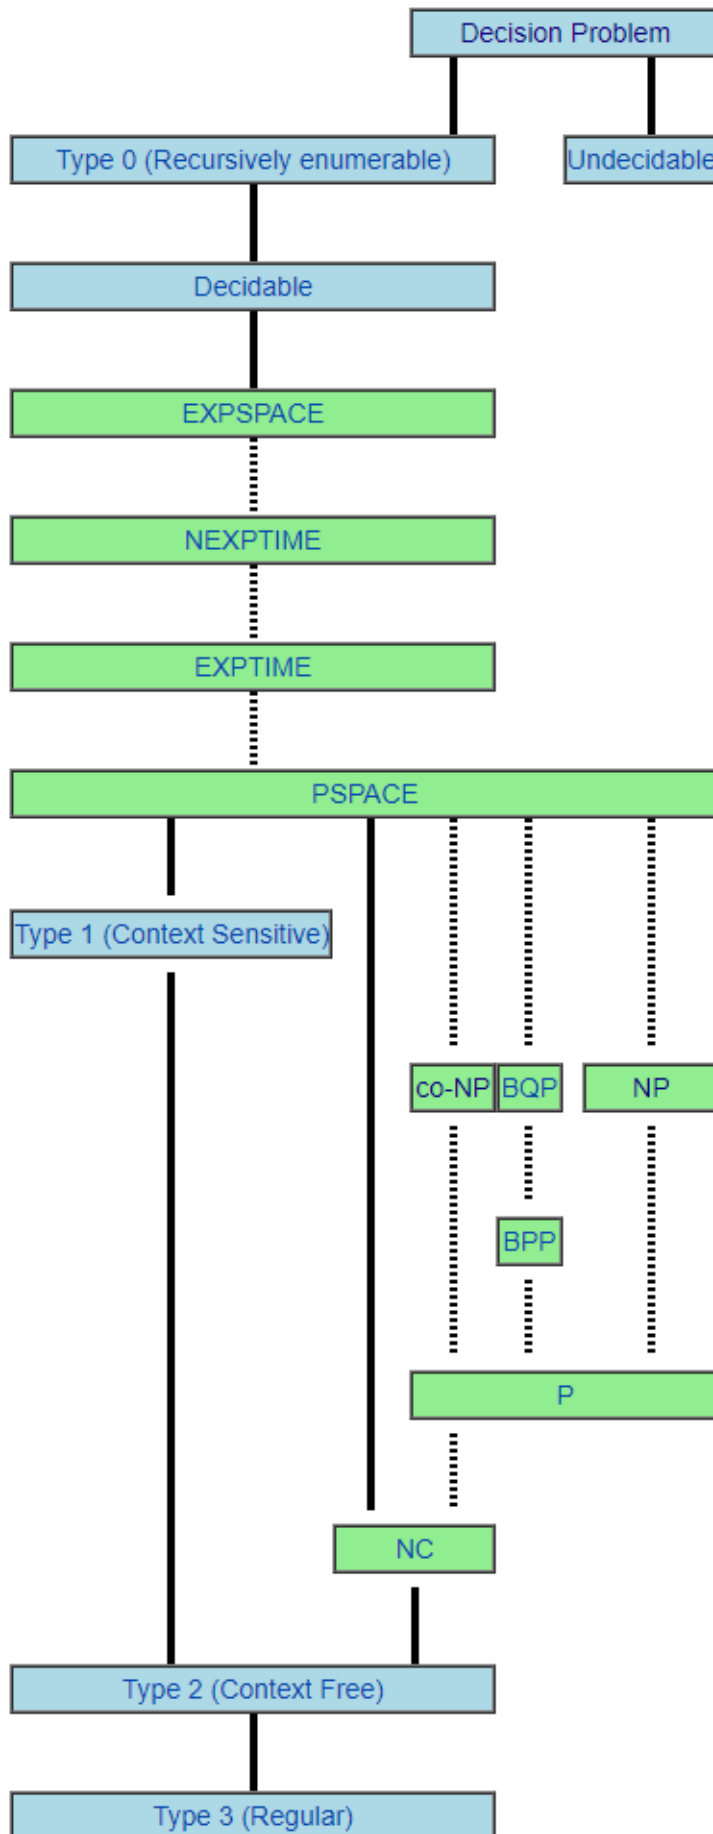 Decision Problem
Type 0 (Recursively enumerable)
Undecidable
Decidable
EXPSPACE
NEXPTIME
EXPTIME
PSPACE
Type 1 (Context Sensitive)
co-NP
BQP
NP
BPP
P
NC
Type 2 (Context Free)
Type 3 (Regular)